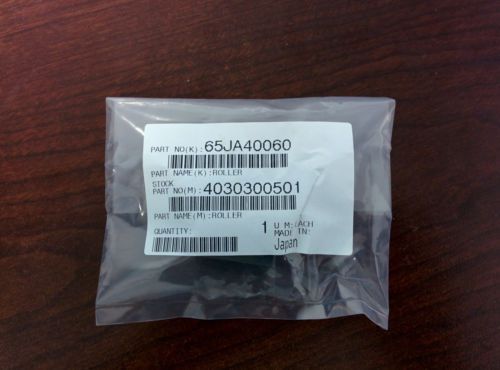 PART NO(K): 65JA40060
PART NAME(K):ROLLER
STOCK
PART NO(M): 4030300501
PART NAME(M):ROLLER
QUANTITY: 1 U M: ACH
MADE IN:
Japan